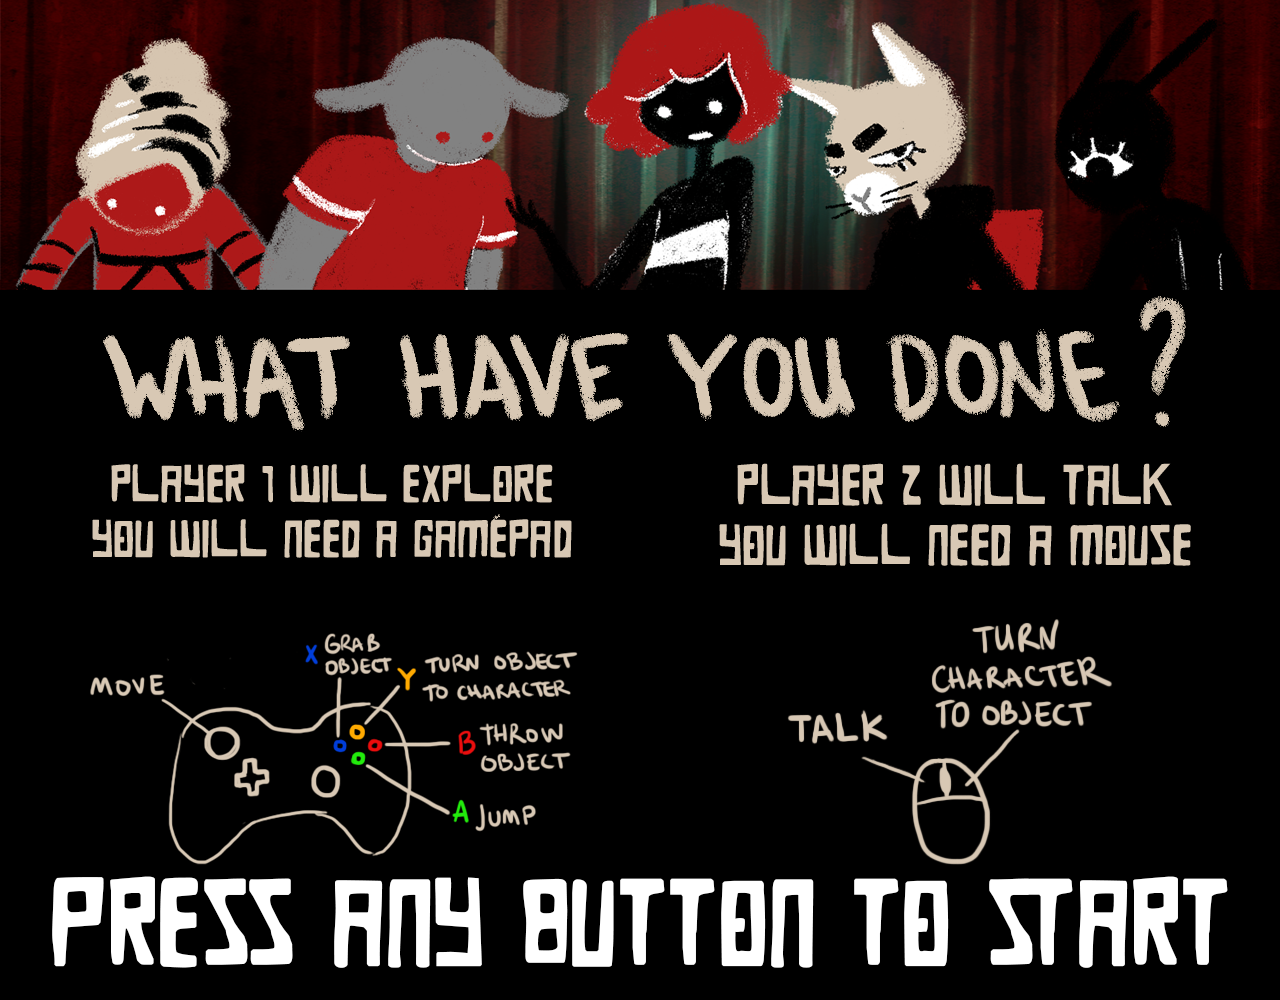 WHAT HAVE YOU DONE?
PLAYER 1 WILL EXPLORE
YOU WILL NEED A GAMEPAD
PLAYER 2 WILL TALK
YOU WILL NEED A MOUSE
MOVE
X GRAB
OBJECT
Y TURN OBJECT
TO CHARACTER
B THROW
OBJECT
A JUMP
TALK
TURN
CHARACTER
TO OBJECT
PRESS ANY BUTTON TO START